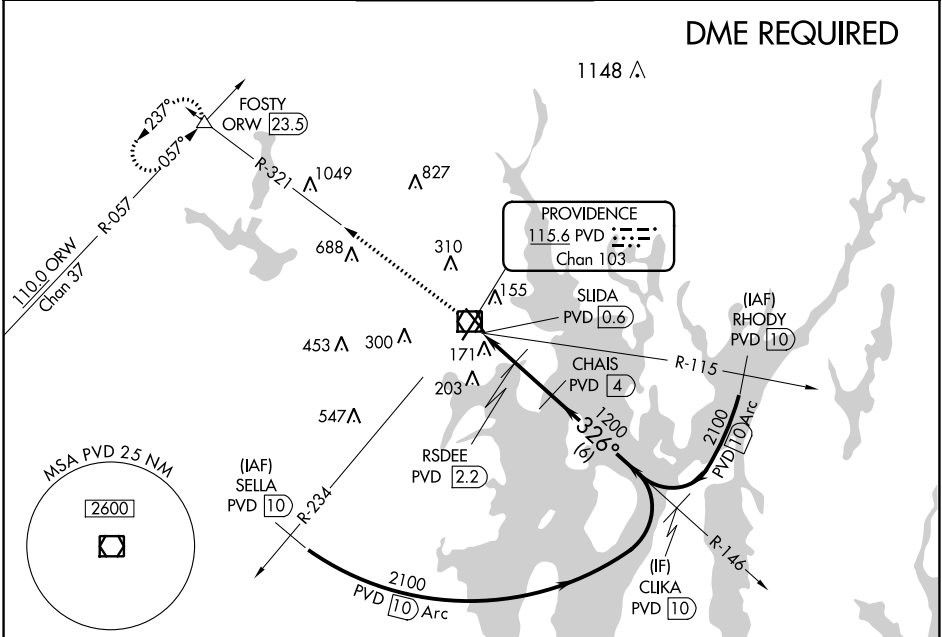 DME REQUIRED
1148
FOSTY
ORW 23.5
237°
057°
R-321
1049
827
R-057
110.0 ORW
Chan 37
688
310
PROVIDENCE
115.6 PVD
Chan 103
155
SLIDA
PVD 0.6
(IAF)
RHODY
PVD 10
453
300
171
203
R-115
CHAIS
PVD 4
547
1200
326°
(6)
2100
PVD 10 Arc
RSDEE
PVD 2.2
MSA PVD 25 NM
2600
(IAF)
SELLA
PVD 10
R-234
2100
PVD 10 Arc
R-146
(IF)
CLIKA
PVD 10